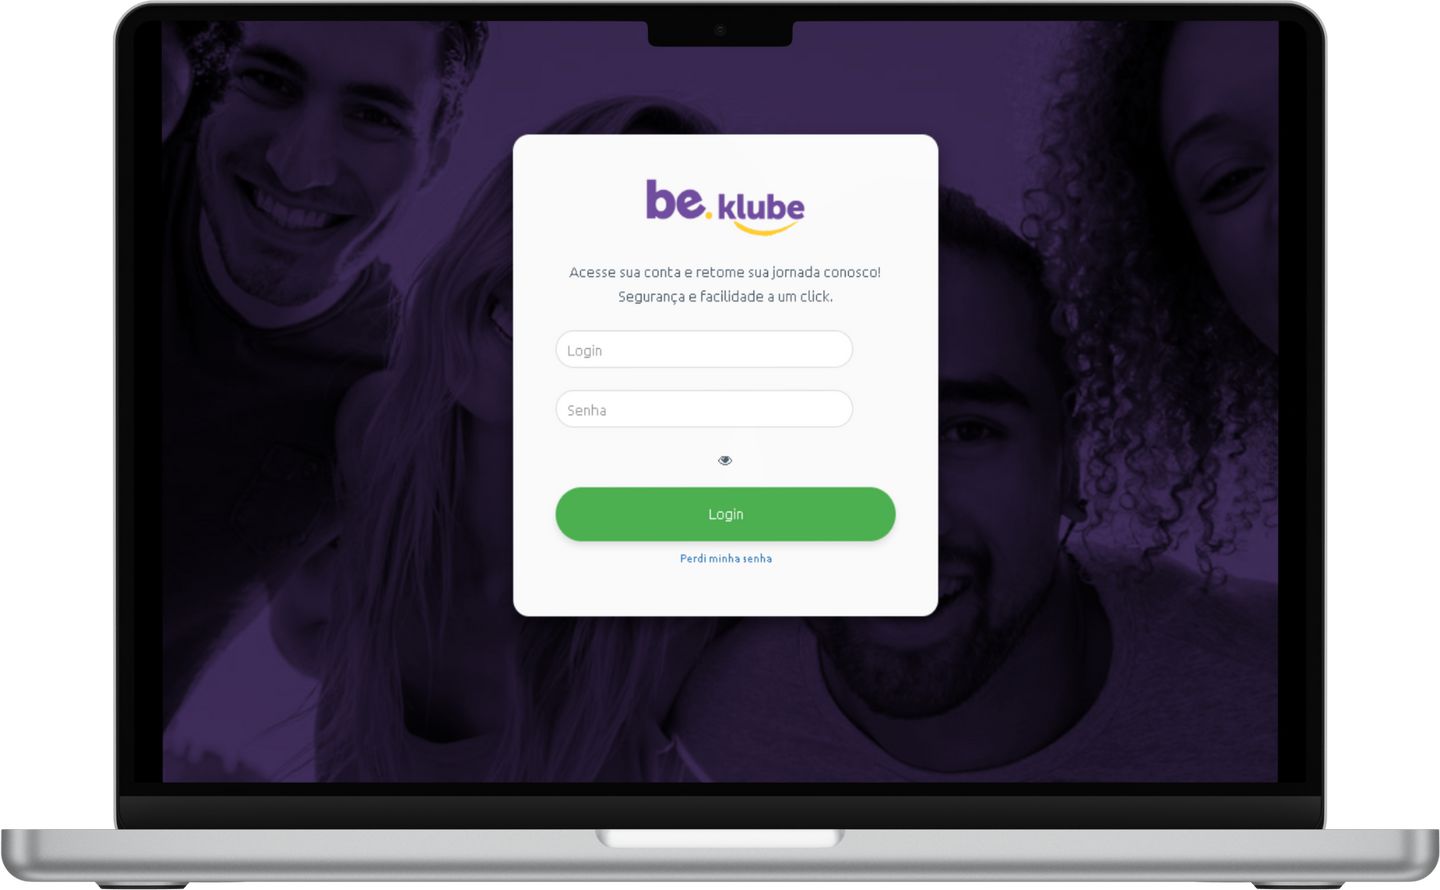 be. klube
Acesse sua conta e retome sua jornada conosco!
Segurança e facilidade a um click.
Login
Senha
Login
Perdi minha senha